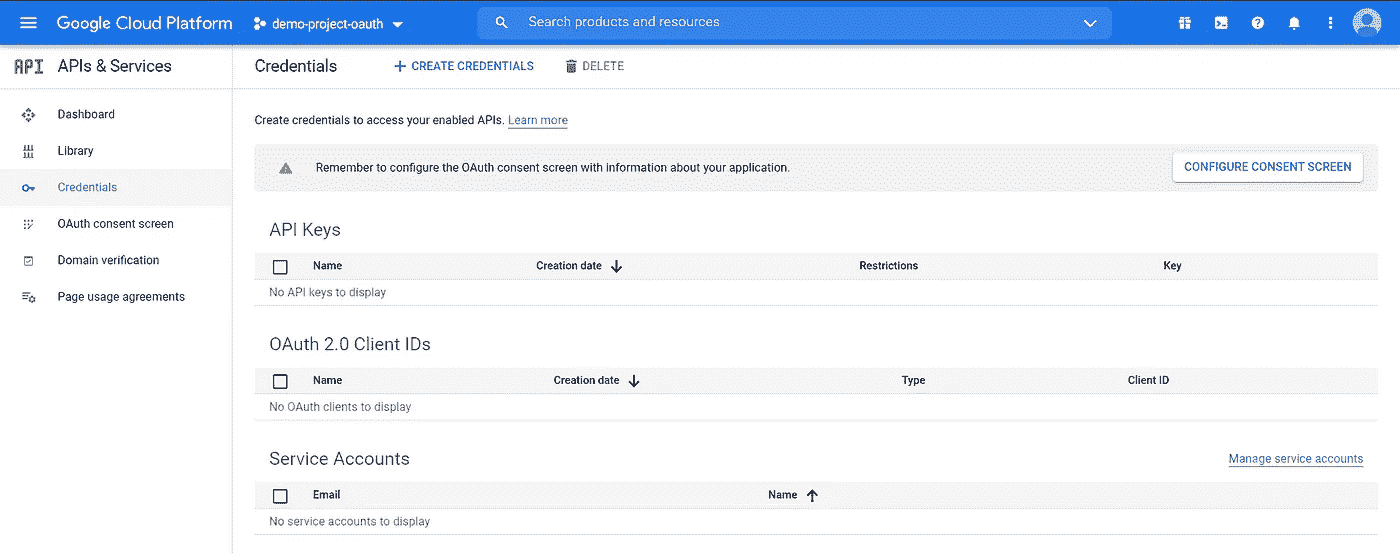 Google Cloud Platform demo-project-oauth Search products and resources
API APIs & Services
Credentials + CREATE CREDENTIALS DELETE
Dashboard
Library
Credentials
OAuth consent screen
Domain verification
Page usage agreements
Create credentials to access your enabled APIs. Learn more
Remember to configure the OAuth consent screen with information about your application. CONFIGURE CONSENT SCREEN
API Keys
Name Creation date Restrictions Key
No API keys to display
OAuth 2.0 Client IDs
Name Creation date Type Client ID
No OAuth clients to display
Service Accounts Manage service accounts
Email Name
No service accounts to display